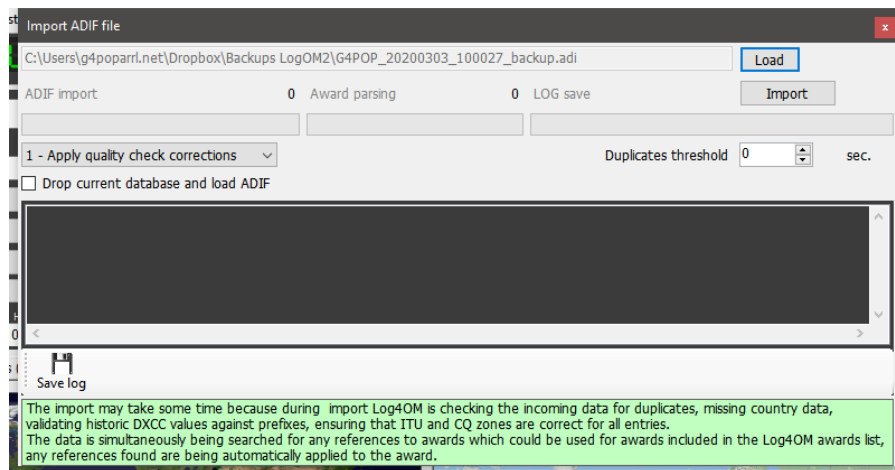 Import ADIF file
x
C:\Users\g4poparrl.net\Dropbox\Backups LogOM2\G4POP_20200303_100027_backup.adi
Load
ADIF import 0 Award parsing 0 LOG save
Import
1 - Apply quality check corrections
Duplicates threshold 0 sec.
Drop current database and load ADIF
Save log
The import may take some time because during import Log4OM is checking the incoming data for duplicates, missing country data,
validating historic DXCC values against prefixes, ensuring that ITU and CQ zones are correct for all entries.
The data is simultaneously being searched for any references to awards which could be used for awards included in the Log4OM awards list,
any references found are being automatically applied to the award.